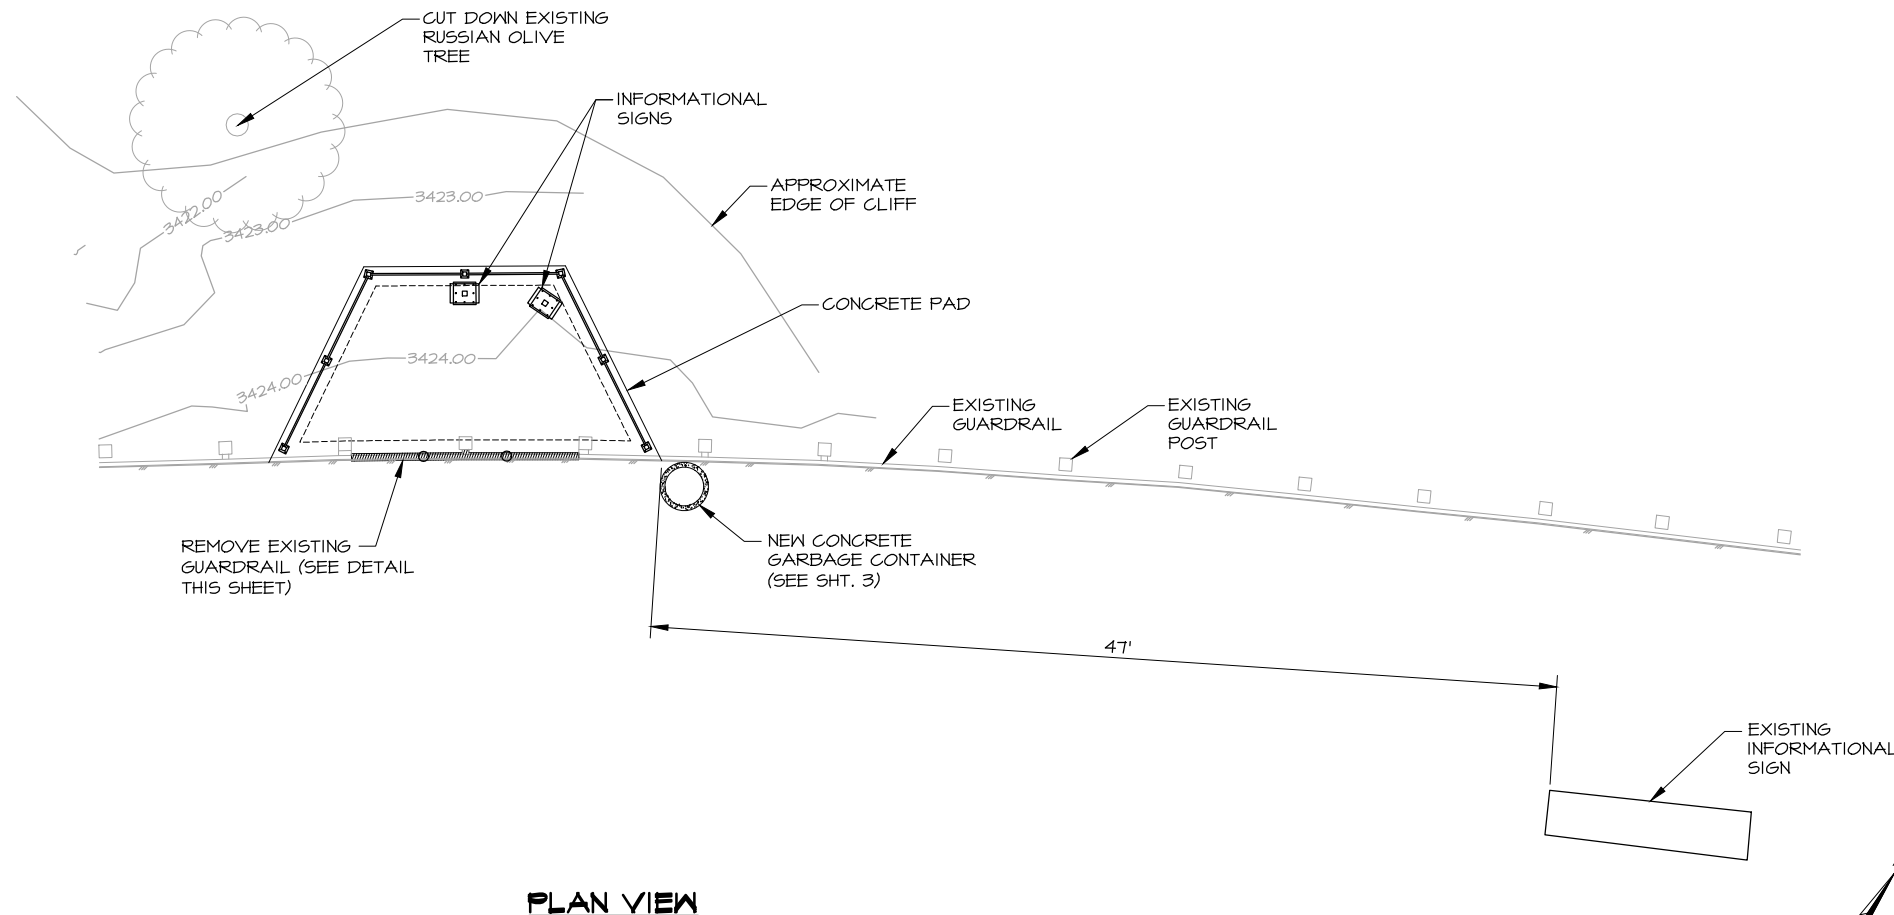 CUT DOWN EXISTING
RUSSIAN OLIVE
TREE
INFORMATIONAL
SIGNS
APPROXIMATE
EDGE OF CLIFF
3422.00
3423.00
3423.00
CONCRETE PAD
3424.00
3424.00
EXISTING
GUARDRAIL
EXISTING
GUARDRAIL
POST
REMOVE EXISTING
GUARDRAIL (SEE DETAIL
THIS SHEET)
NEW CONCRETE
GARBAGE CONTAINER
(SEE SHT. 3)
47'
EXISTING
INFORMATIONAL
SIGN
PLAN VIEW